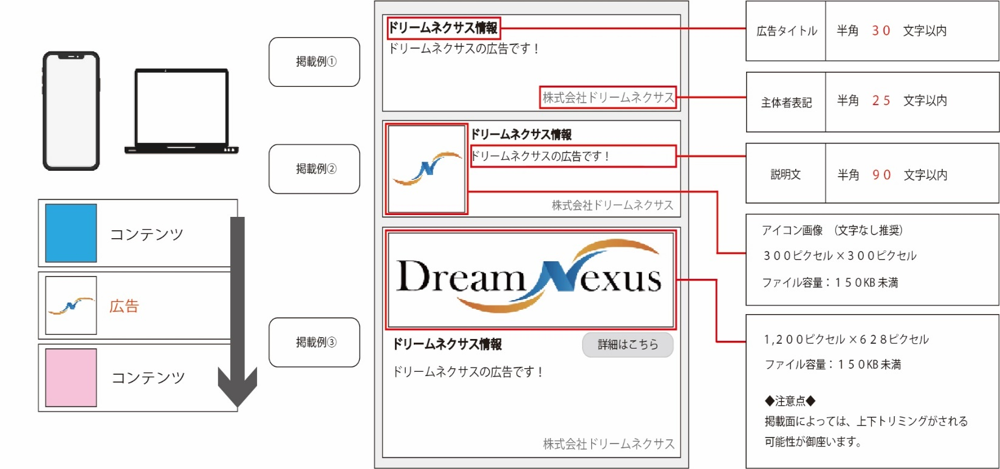 コンテンツ
広告
コンテンツ
掲載例①
掲載例②
掲載例③
ドリームネクサス情報
ドリームネクサスの広告です！
株式会社ドリームネクサス
ドリームネクサス情報
ドリームネクサスの広告です！
株式会社ドリームネクサス
Dream Nexus
ドリームネクサス情報
詳細はこちら
ドリームネクサスの広告です！
株式会社ドリームネクサス
広告タイトル 半角 ３０ 文字以内
主体者表記 半角 ２５ 文字以内
説明文 半角 ９０ 文字以内
アイコン画像 （文字なし推奨）
３００ピクセル×３００ピクセル
ファイル容量：１５０KB未満
１,２００ピクセル×６２８ピクセル
ファイル容量：１５０KB未満
◆注意点◆
掲載面によっては、上下トリミングがされる
可能性が御座います。